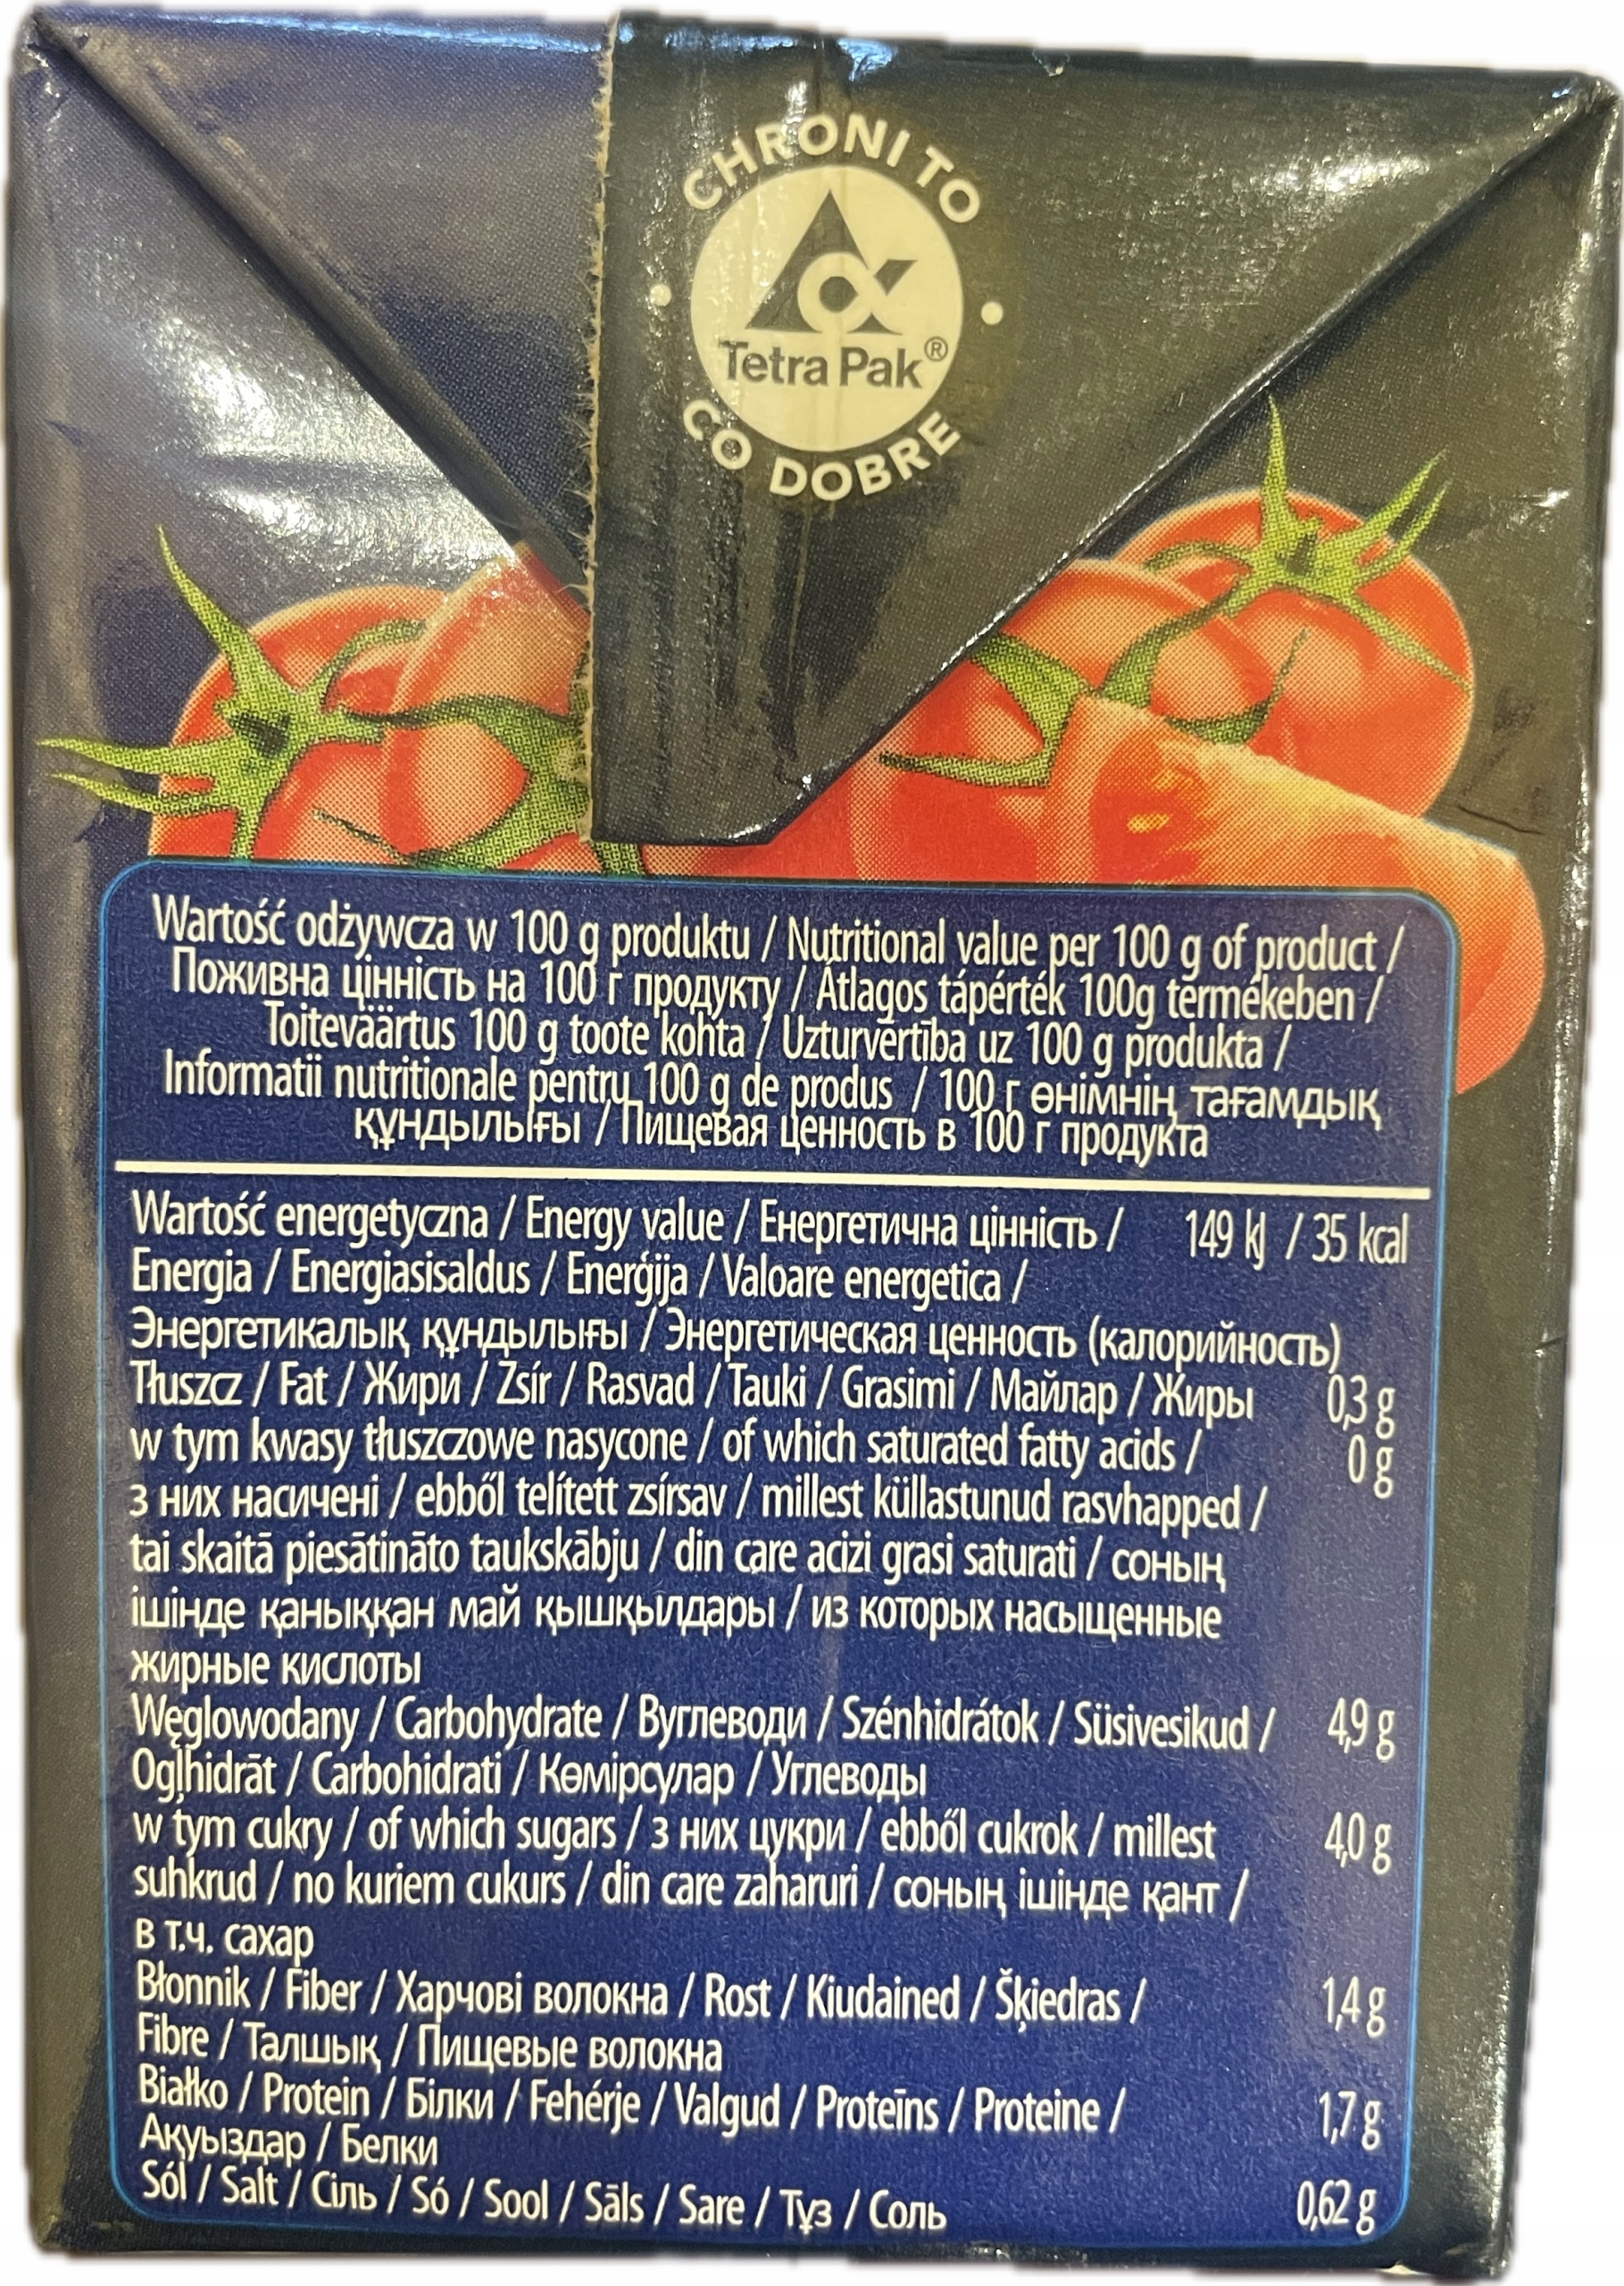 CHRONI TO
Tetra Pak®
CO DOBRE
Wartość odżywcza w 100 g produktu / Nutritional value per 100 g of product /
Поживна цінність на 100 г продукту / Átlagos tápérték 100g termékeben /
Toiteväärtus 100 g toote kohta / Uzturvērtība uz 100 g produkta /
Informatii nutritionale pentru 100 g de produs / 100 г өнімнің тағамдық
құндылығы / Пищевая ценность в 100 г продукта
Wartość energetyczna / Energy value / Енергетична цінність / 149 kJ / 35 kcal
Energia / Energiasisaldus / Enerģija / Valoare energetica /
Энергетикалық құндылығы / Энергетическая ценность (калорийность)
Tłuszcz / Fat / Жири / Zsír / Rasvad / Tauki / Grasimi / Майлар / Жиры 0,3 g
w tym kwasy tłuszczowe nasycone / of which saturated fatty acids / 0 g
з них насичені / ebből telített zsírsav / millest küllastunud rasvhapped /
tai skaitā piesātināto taukskābju / din care acizi grasi saturati / соның
ішінде қаныққан май қышқылдары / из которых насыщенные
жирные кислоты
Węglowodany / Carbohydrate / Вуглеводи / Szénhidrátok / Süsivesikud / 4,9 g
Ogļhidrāt / Carbohidrati / Көмірсулар / Углеводы
w tym cukry / of which sugars / з них цукри / ebből cukrok / millest 4,0 g
suhkrud / no kuriem cukurs / din care zaharuri / соның ішінде қант /
в т.ч. сахар
Błonnik / Fiber / Харчові волокна / Rost / Kiudained / Šķiedras / 1,4 g
Fibre / Талшық / Пищевые волокна
Białko / Protein / Білки / Fehérje / Valgud / Proteīns / Proteine / 1,7 g
Ақуыздар / Белки
Sól / Salt / Сіль / Só / Sool / Sāls / Sare / Тұз / Соль 0,62 g